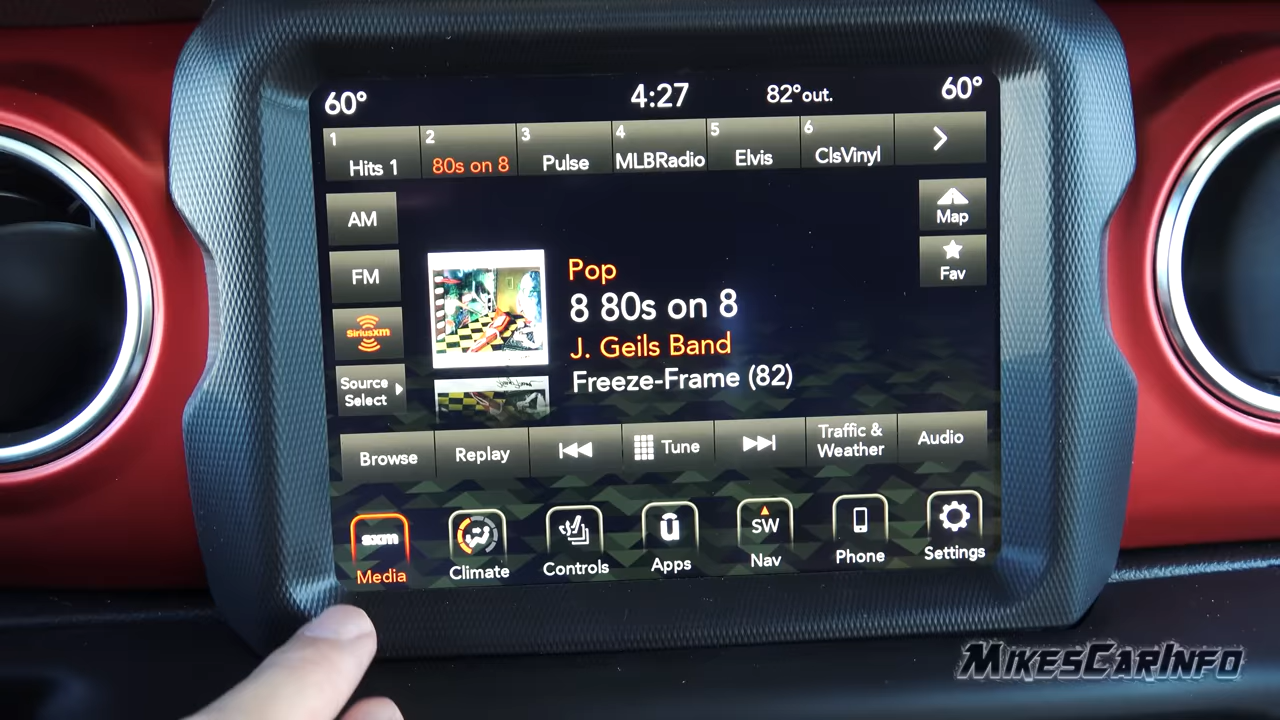 60° 4:27 82°out. 60°
1 Hits 1
2 80s on 8
3 Pulse
4 MLBRadio
5 Elvis
6 ClsVinyl
AM
FM
SiriusXm
Source
Select
Map
Fav
Pop
8 80s on 8
J. Geils Band
Freeze-Frame (82)
Browse
Replay
Tune
Traffic &
Weather
Audio
sxm
Media
Climate
Controls
u
Apps
SW
Nav
Phone
Settings
MikesCarInfo